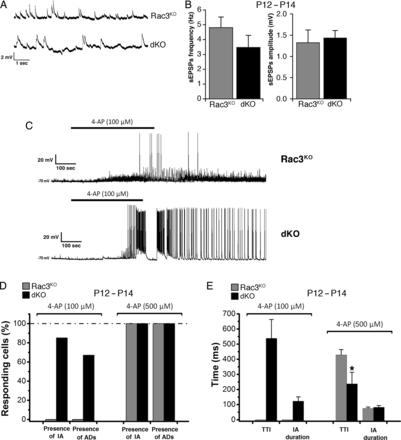 A
Rac3KO
dKO
2 mV
1 sec
B
P12 – P14
sEPSPs frequency (Hz)
6
5
4
3
2
1
0
Rac3KO
dKO
sEPSPs amplitude (mV)
2.0
1.5
1.0
0.5
0.0
Rac3KO
dKO
C
4-AP (100 µM)
20 mV
100 sec
-70 mV
Rac3KO
4-AP (100 µM)
20 mV
100 sec
-70 mV
dKO
D
Rac3KO
dKO
P12 – P14
4-AP (100 µM)
4-AP (500 µM)
Responding cells (%)
100
80
60
40
20
0
Presence of IA
Presence of ADs
Presence of IA
Presence of ADs
E
Rac3KO
dKO
P12 – P14
4-AP (100 µM)
4-AP (500 µM)
Time (ms)
700
600
500
400
300
200
100
0
*
TTI
IA duration
TTI
IA duration